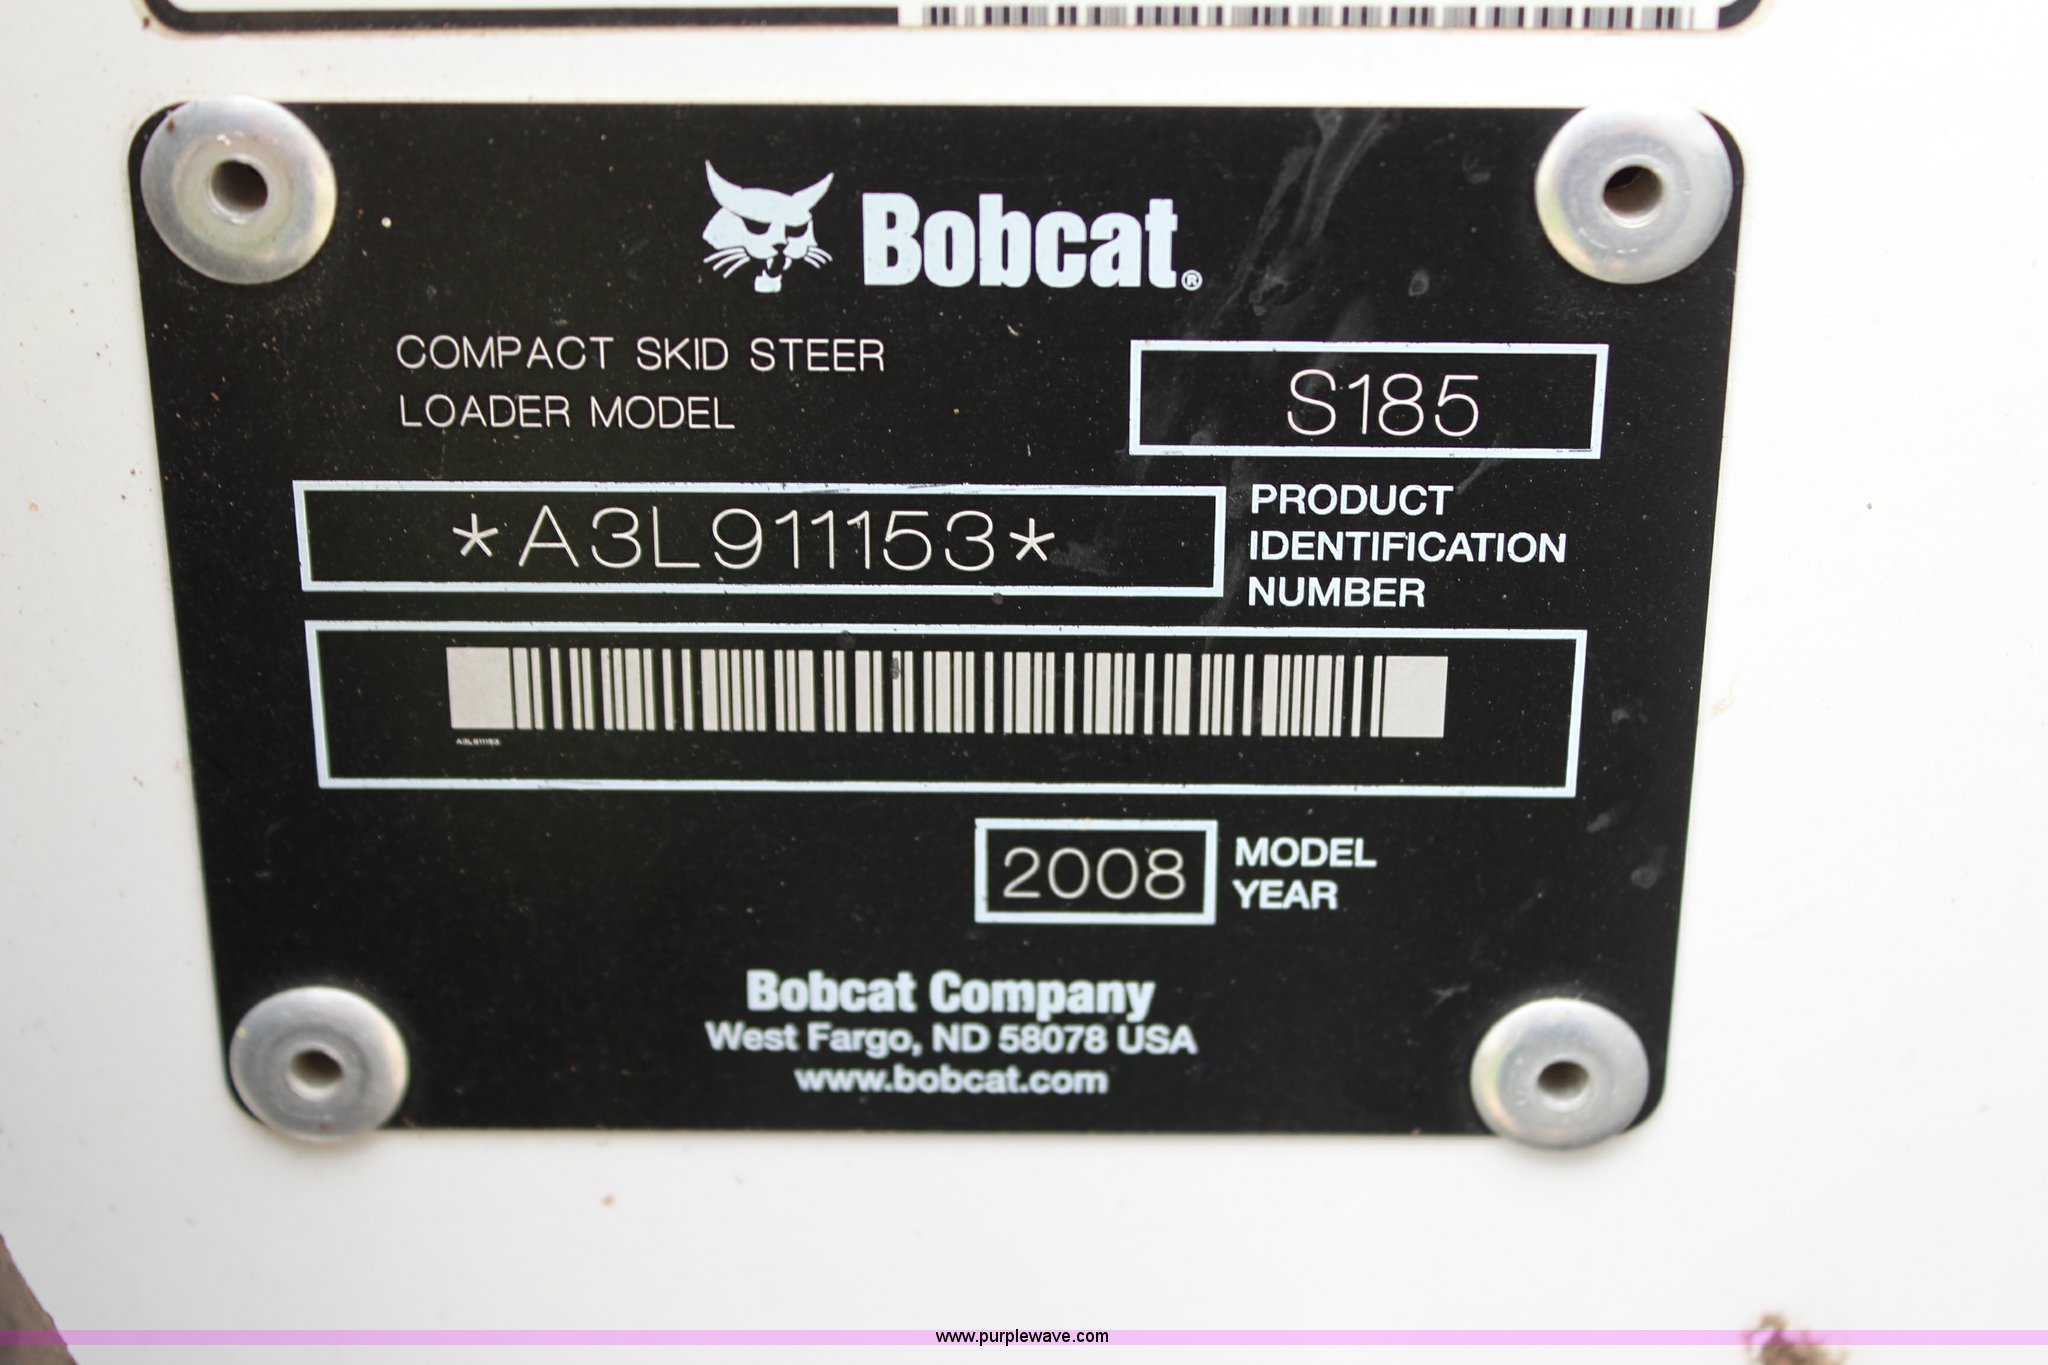 Bobcat®
COMPACT SKID STEER
LOADER MODEL
S185
*A3L911153*
PRODUCT
IDENTIFICATION
NUMBER
A3L911153
2008
MODEL
YEAR
Bobcat Company
West Fargo, ND 58078 USA
www.bobcat.com
www.purplewave.com